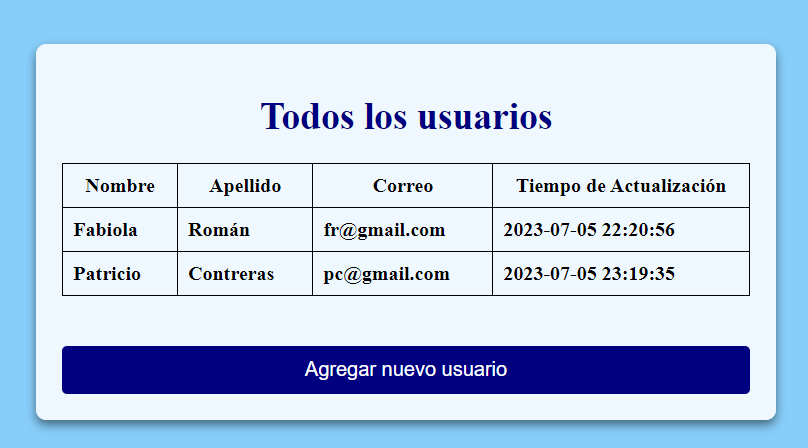 Todos los usuarios
Nombre Apellido Correo Tiempo de Actualización
Fabiola Román fr@gmail.com 2023-07-05 22:20:56
Patricio Contreras pc@gmail.com 2023-07-05 23:19:35
Agregar nuevo usuario